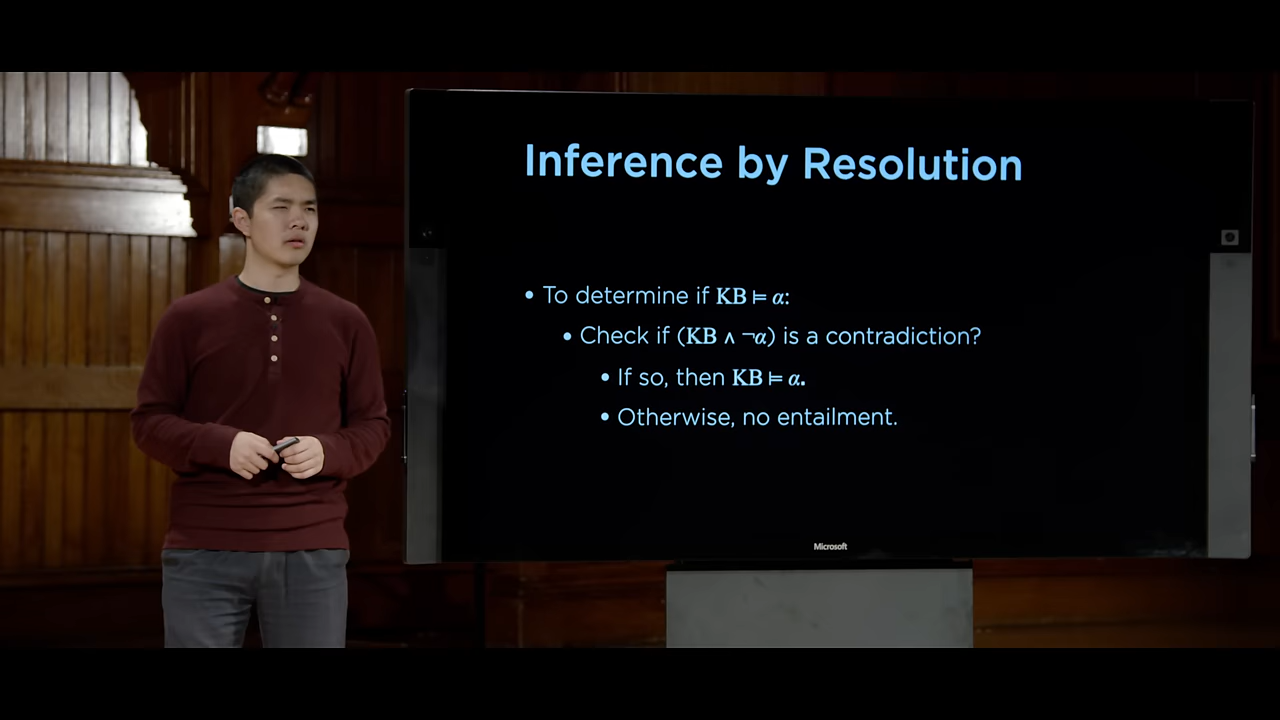 Inference by Resolution
• To determine if KB ⊨ α:
• Check if (KB ∧ ¬α) is a contradiction?
• If so, then KB ⊨ α.
• Otherwise, no entailment.
Microsoft